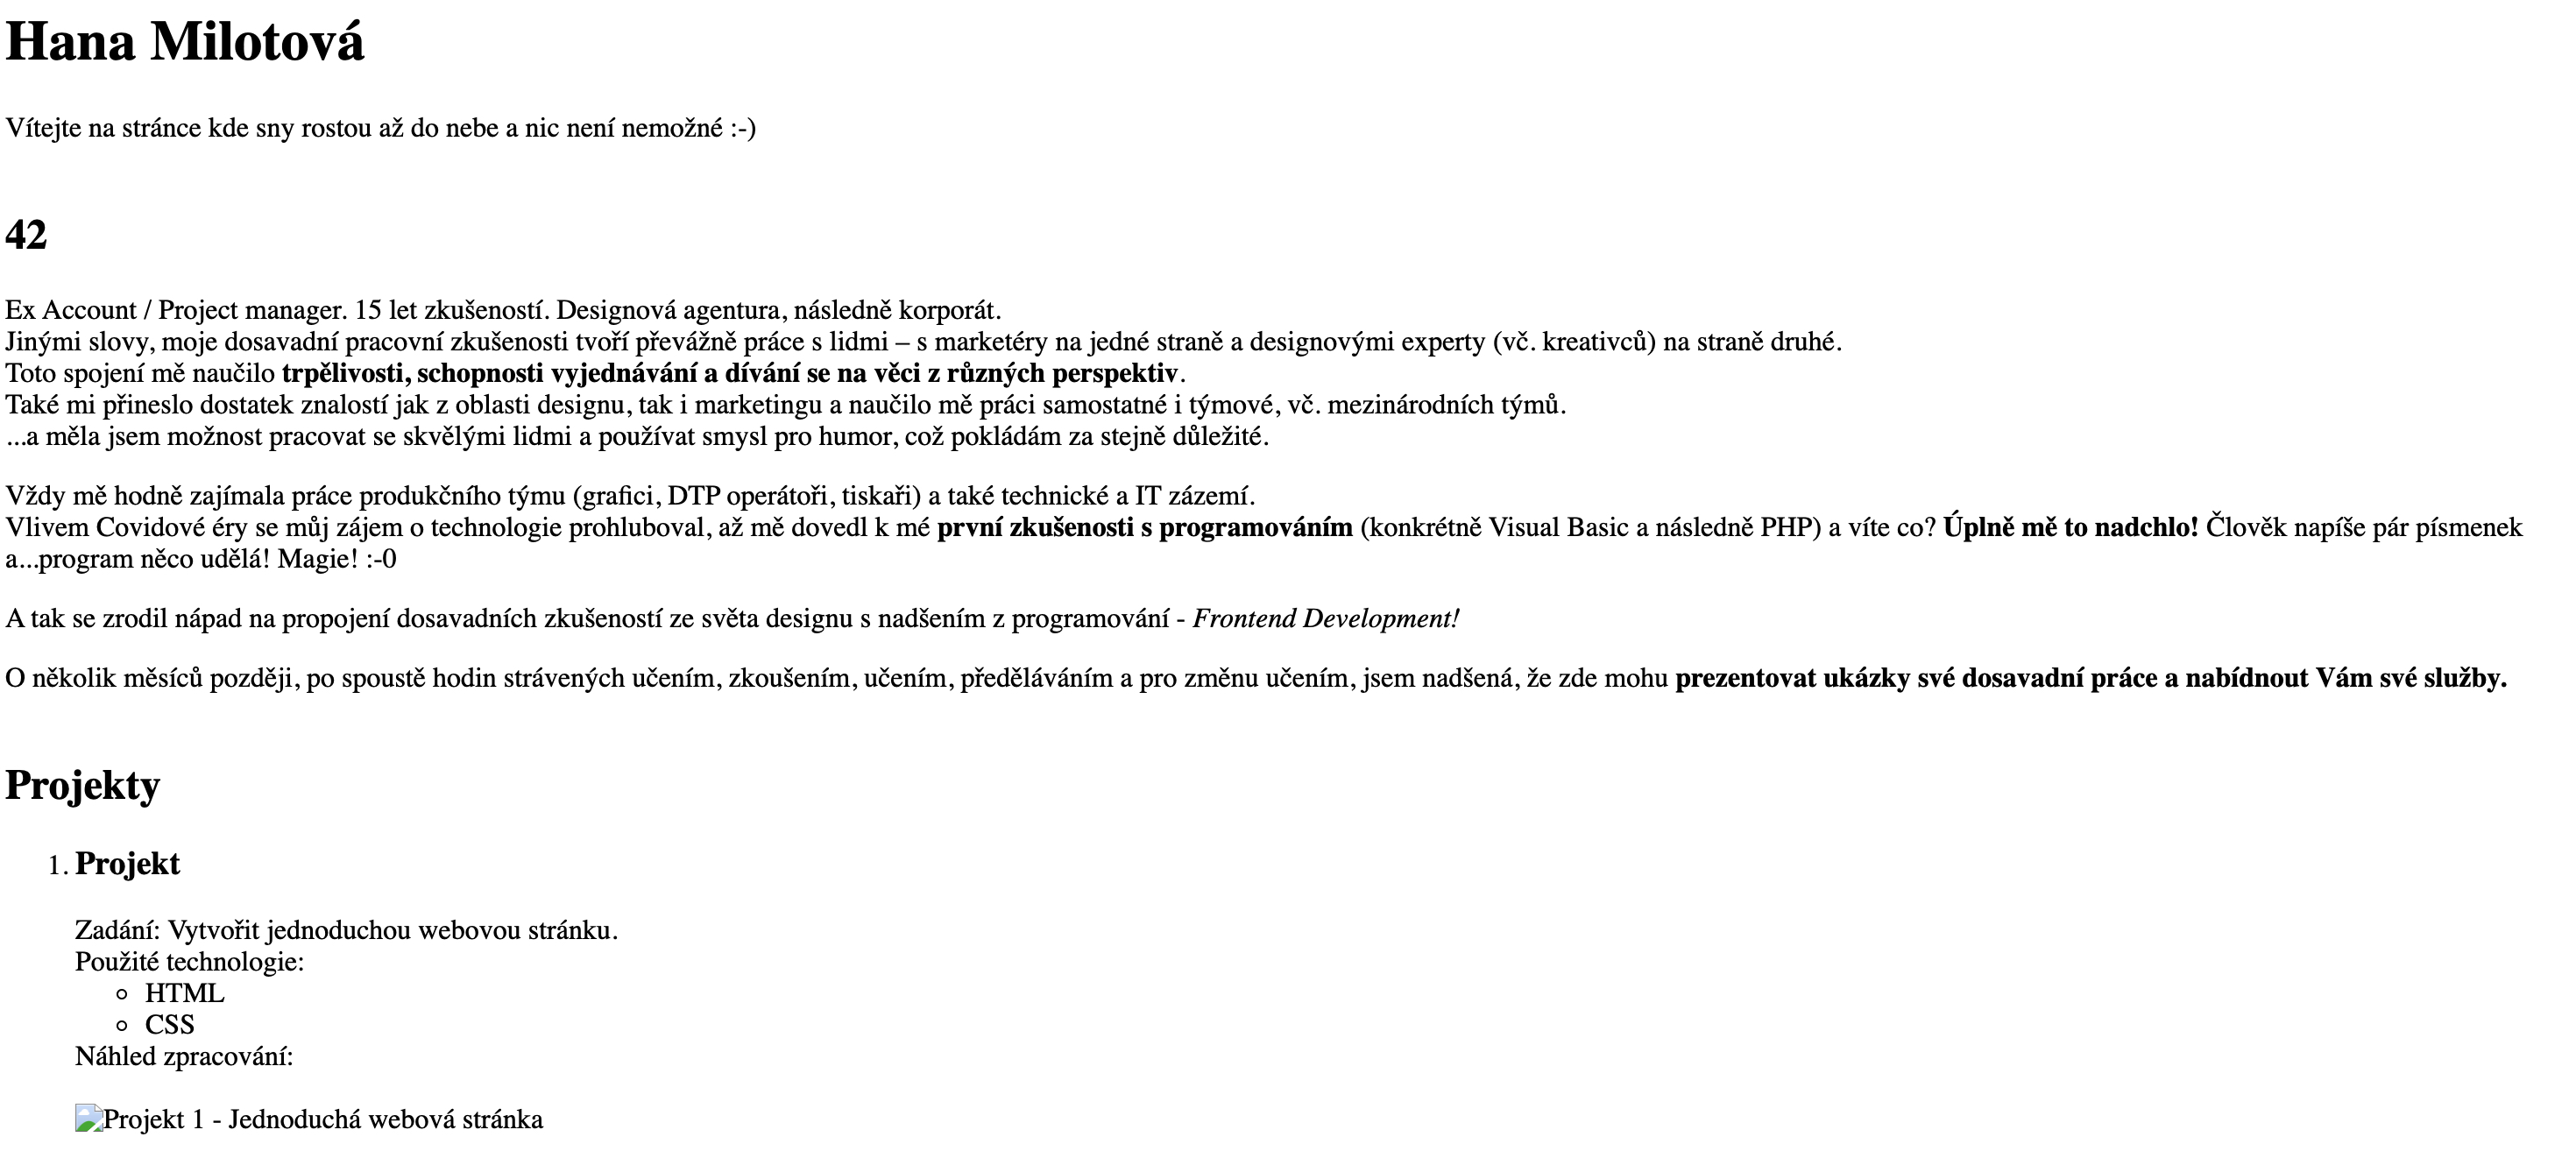 Hana Milotová
Vítejte na stránce kde sny rostou až do nebe a nic není nemožné :-)
42
Ex Account / Project manager. 15 let zkušeností. Designová agentura, následně korporát.
Jinými slovy, moje dosavadní pracovní zkušenosti tvoří převážně práce s lidmi – s marketéry na jedné straně a designovými experty (vč. kreativců) na straně druhé.
Toto spojení mě naučilo trpělivosti, schopnosti vyjednávání a dívání se na věci z různých perspektiv.
Také mi přineslo dostatek znalostí jak z oblasti designu, tak i marketingu a naučilo mě práci samostatné i týmové, vč. mezinárodních týmů.
...a měla jsem možnost pracovat se skvělými lidmi a používat smysl pro humor, což pokládám za stejně důležité.
Vždy mě hodně zajímala práce produkčního týmu (grafici, DTP operátoři, tiskaři) a také technické a IT zázemí.
Vlivem Covidové éry se můj zájem o technologie prohluboval, až mě dovedl k mé první zkušenosti s programováním (konkrétně Visual Basic a následně PHP) a víte co? Úplně mě to nadchlo! Člověk napíše pár písmenek
a...program něco udělá! Magie! :-0
A tak se zrodil nápad na propojení dosavadních zkušeností ze světa designu s nadšením z programování - Frontend Development!
O několik měsíců později, po spoustě hodin strávených učením, zkoušením, učením, předěláváním a pro změnu učením, jsem nadšená, že zde mohu prezentovat ukázky své dosavadní práce a nabídnout Vám své služby.
Projekty
1. Projekt
Zadání: Vytvořit jednoduchou webovou stránku.
Použité technologie:
HTML
CSS
Náhled zpracování:
Projekt 1 - Jednoduchá webová stránka